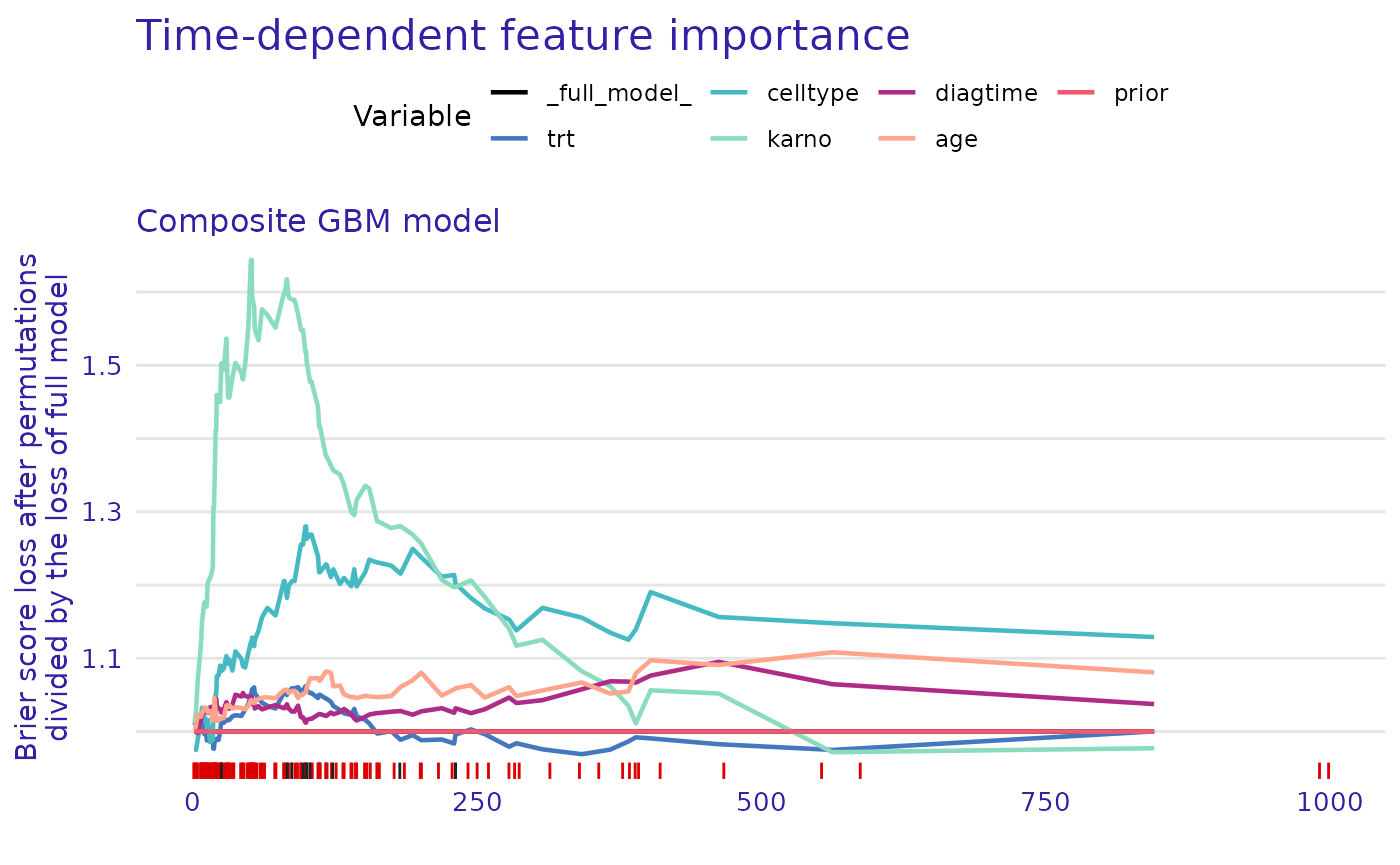 Time-dependent feature importance
Variable
_full_model_ celltype diagtime prior
trt karno age
Composite GBM model
Brier score loss after permutations
divided by the loss of full model
1.5
1.3
1.1
0 250 500 750 1000